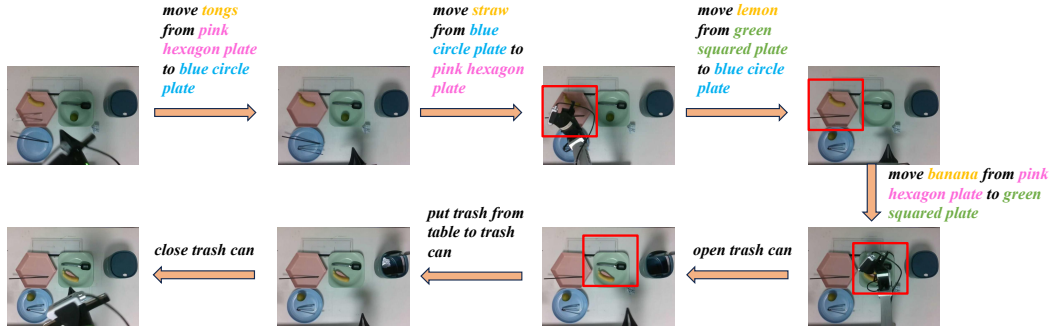 move tongs
from pink
hexagon plate
to blue circle
plate
move straw
from blue
circle plate to
pink hexagon
plate
move lemon
from green
squared plate
to blue circle
plate
move banana from pink
hexagon plate to green
squared plate
open trash can
put trash from
table to trash
can
close trash can